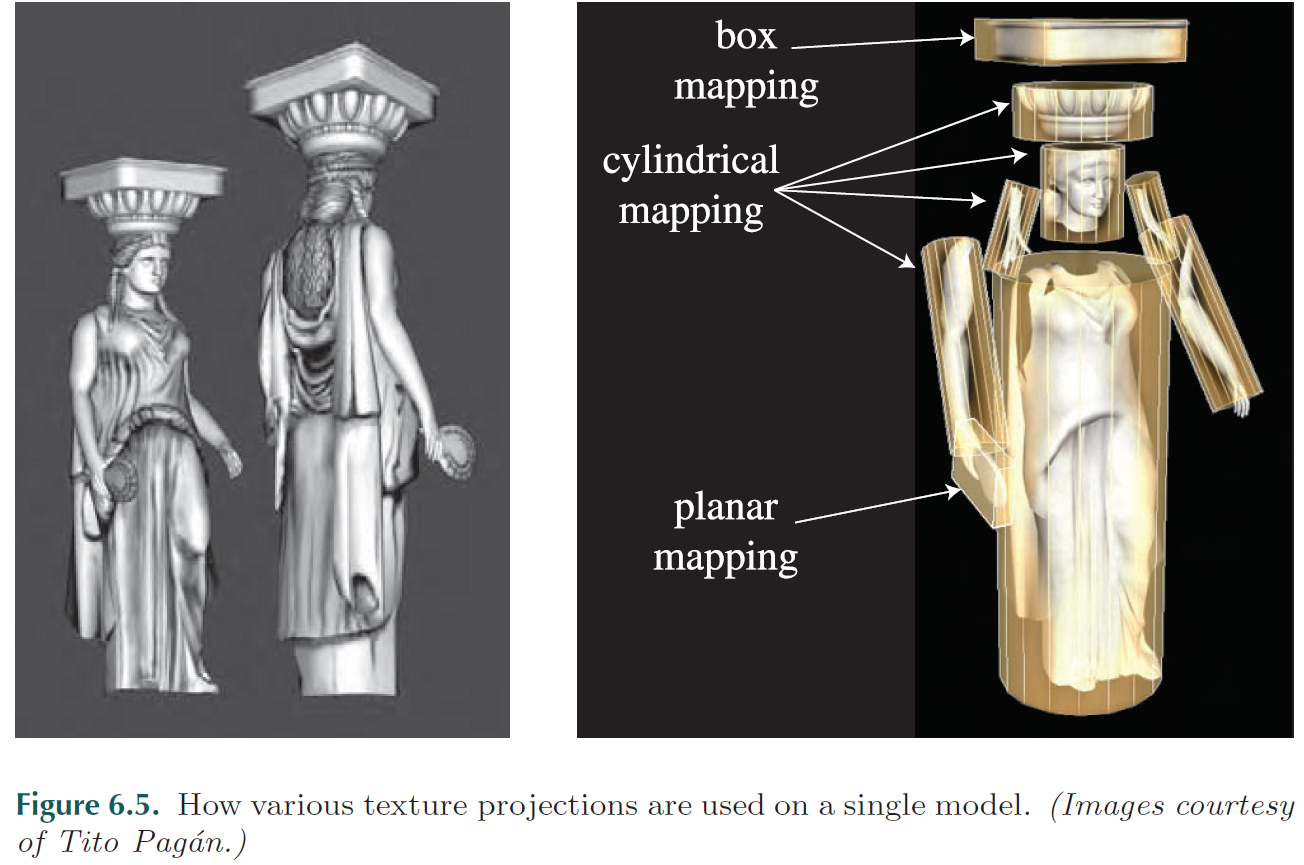 box
mapping
cylindrical
mapping
planar
mapping
Figure 6.5. How various texture projections are used on a single model. (Images courtesy
of Tito Pagán.)